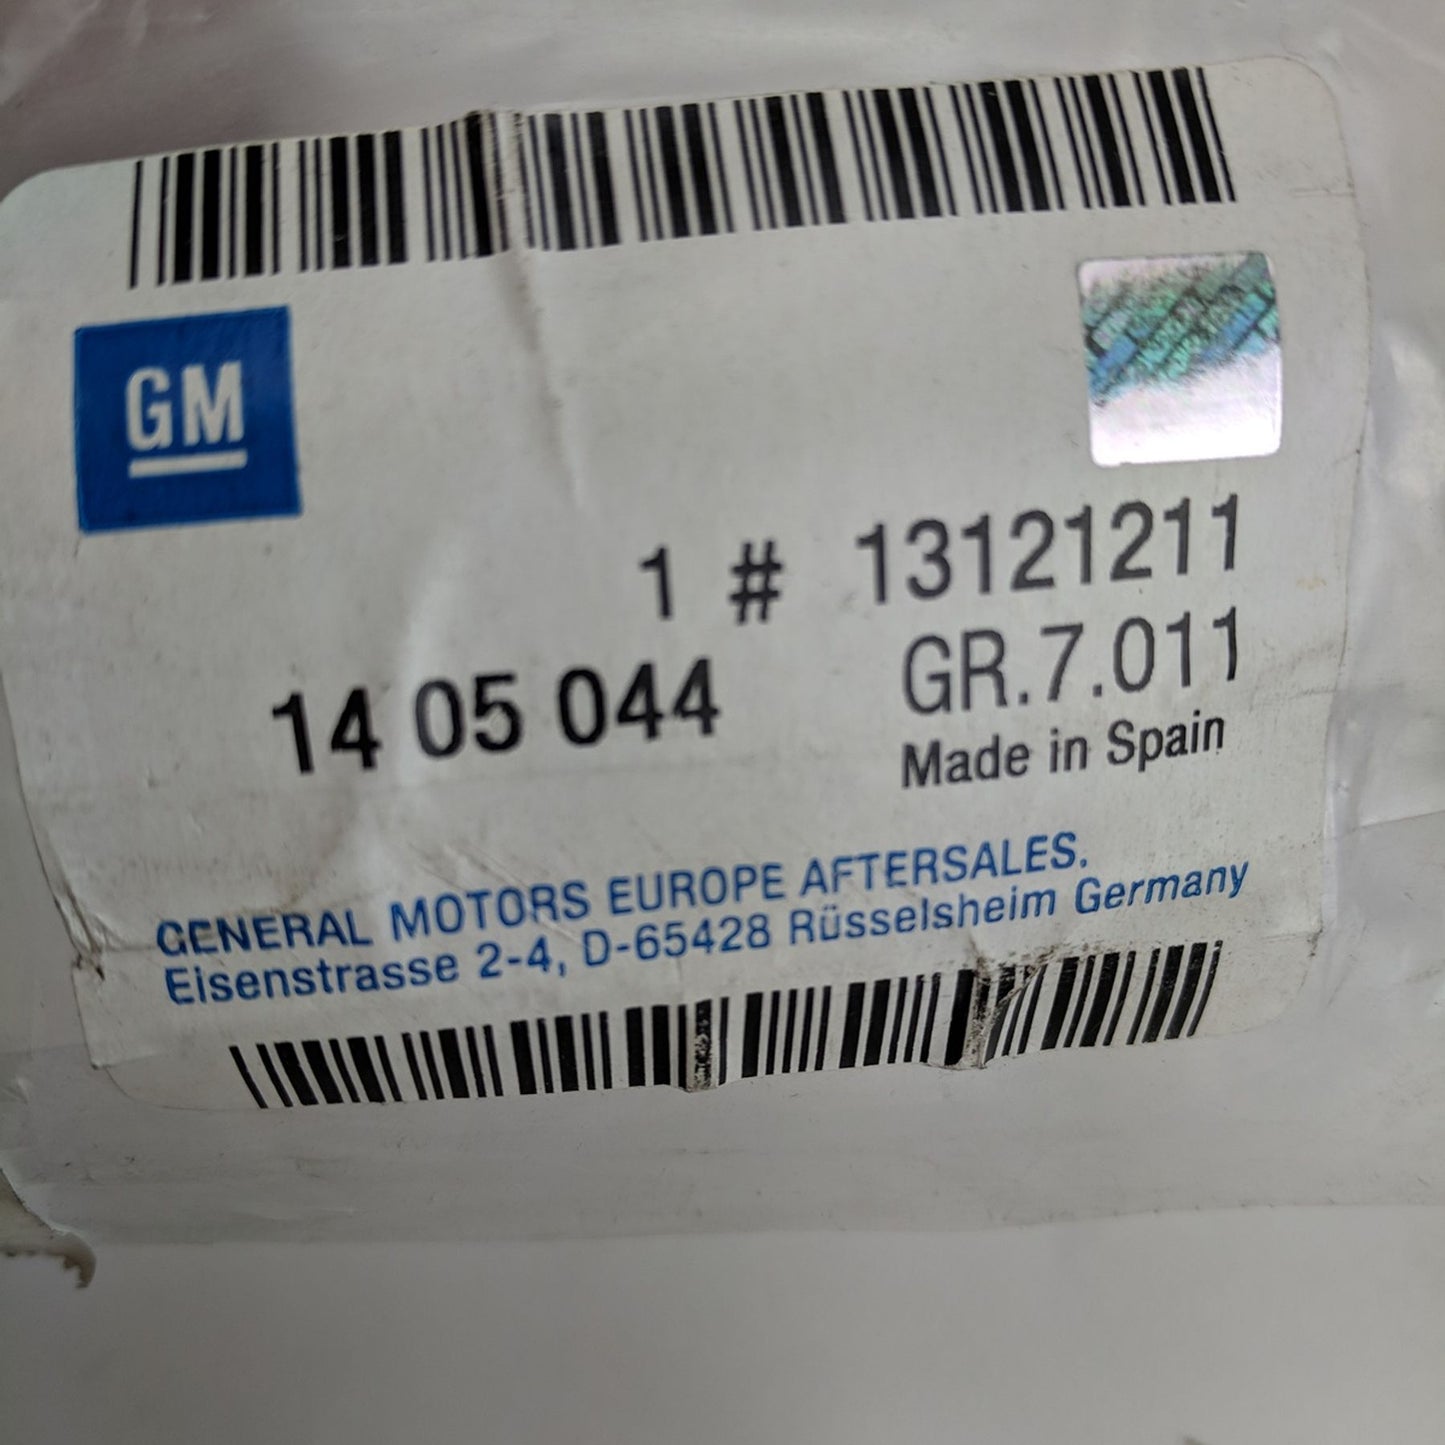 GM
1 # 13121211
14 05 044 GR.7.011
Made in Spain
GENERAL MOTORS EUROPE AFTERSALES.
Eisenstrasse 2-4, D-65428 Rüsselsheim Germany